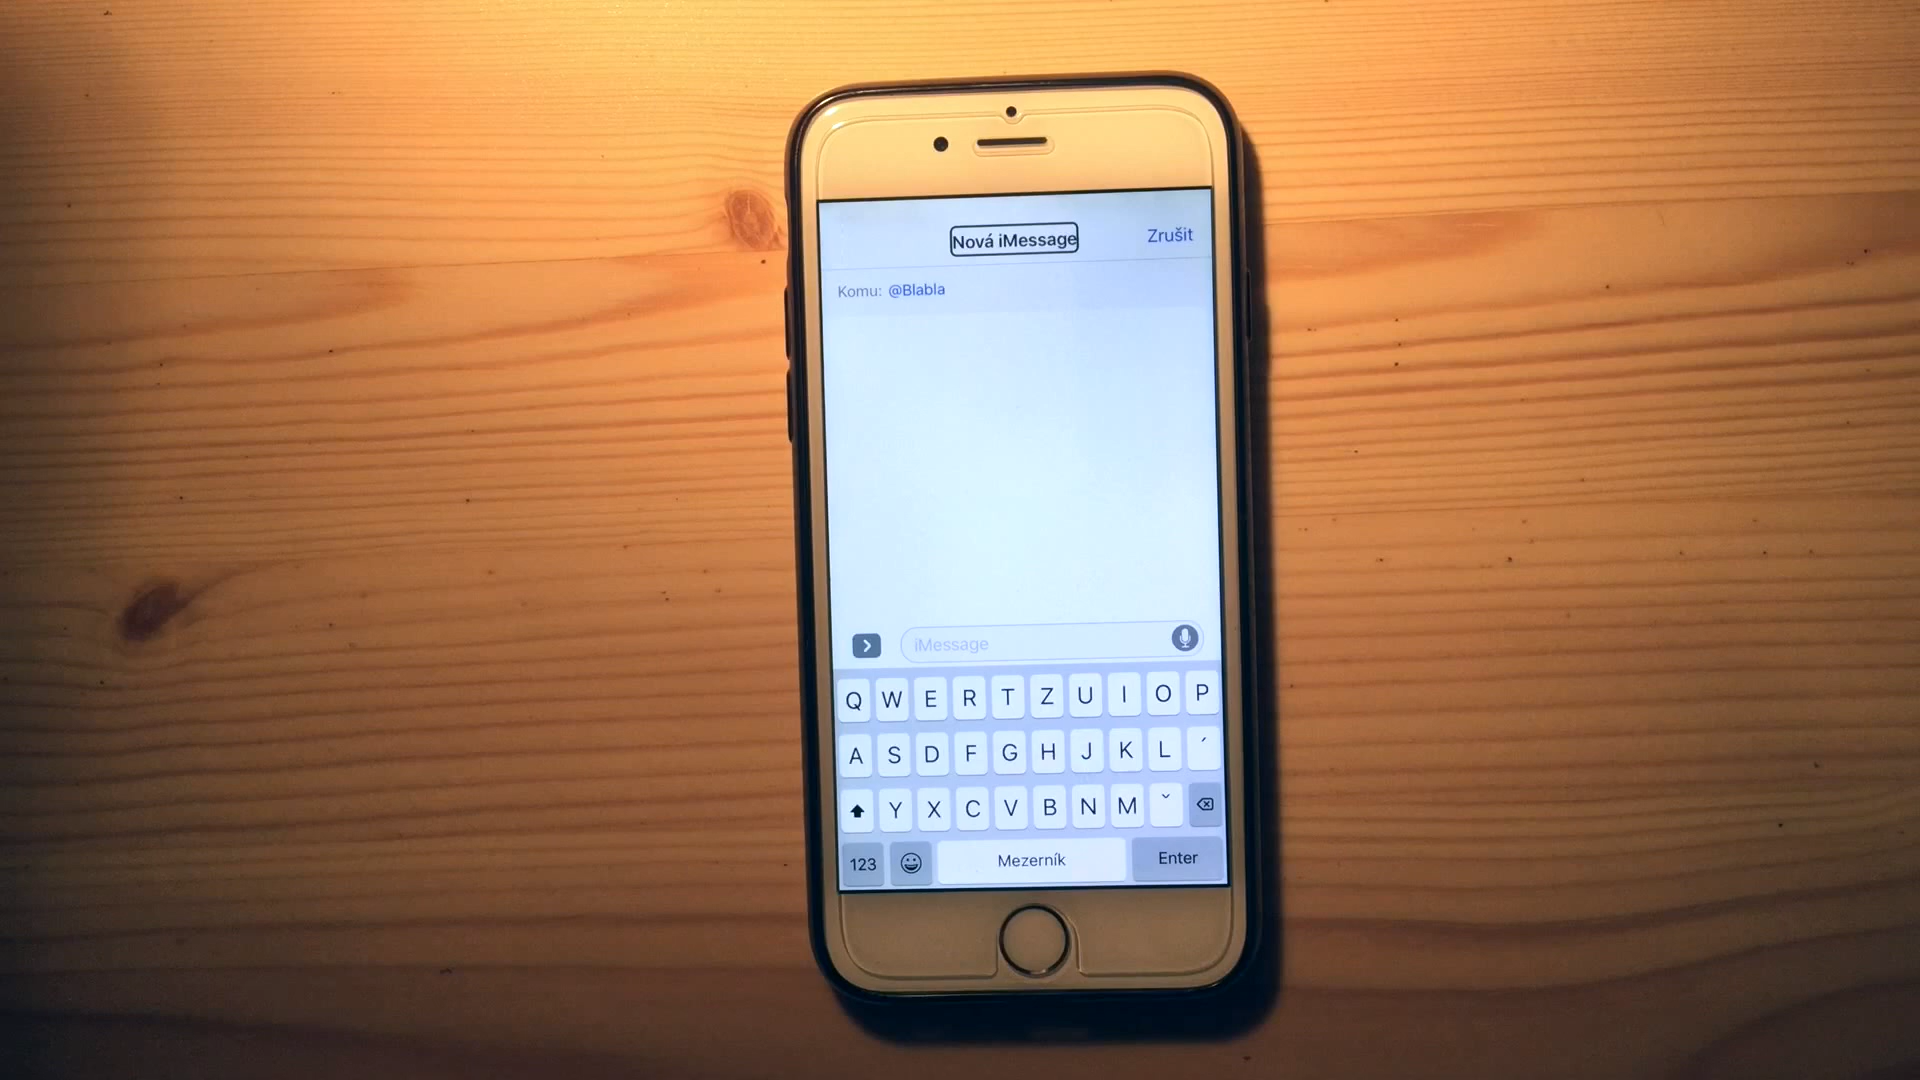 Nová iMessage Zrušit
Komu: @Blabla
iMessage
Q W E R T Z U I O P
A S D F G H J K L ´
Y X C V B N M ˇ
123 Mezerník Enter